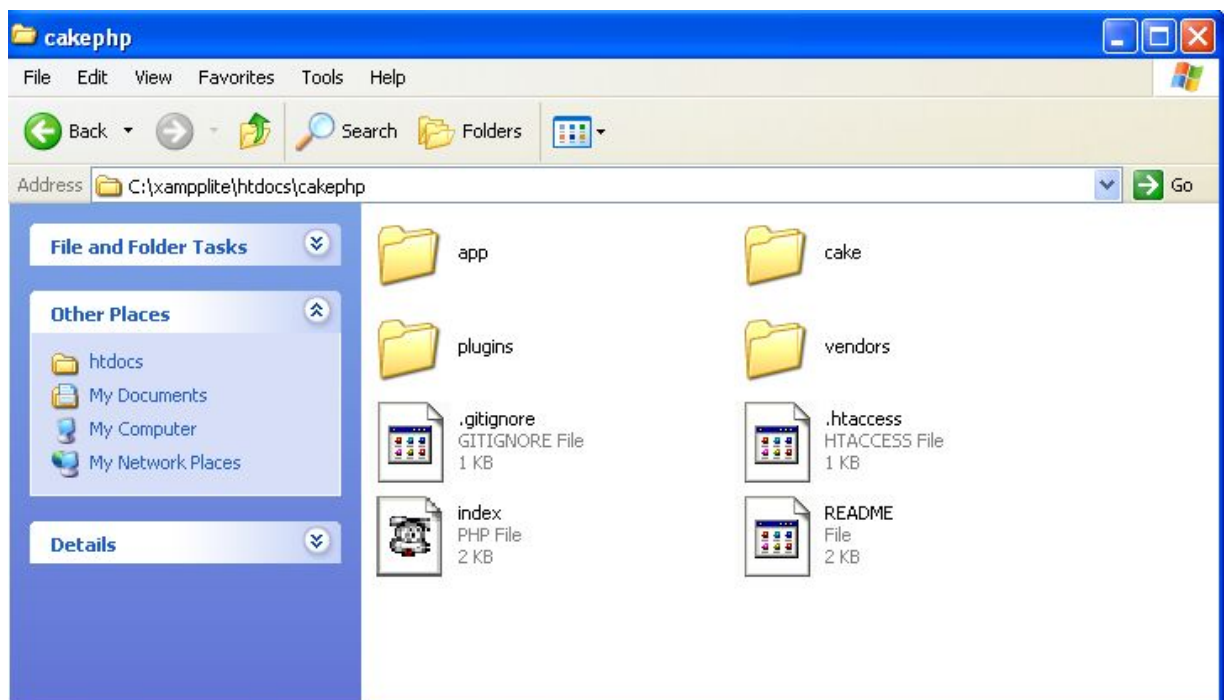 cakephp
File Edit View Favorites Tools Help
Back Search Folders
Address C:\xampplite\htdocs\cakephp Go
File and Folder Tasks
Other Places
htdocs
My Documents
My Computer
My Network Places
Details
app
cake
plugins
vendors
.gitignore
GITIGNORE File
1 KB
.htaccess
HTACCESS File
1 KB
index
PHP File
2 KB
README
File
2 KB